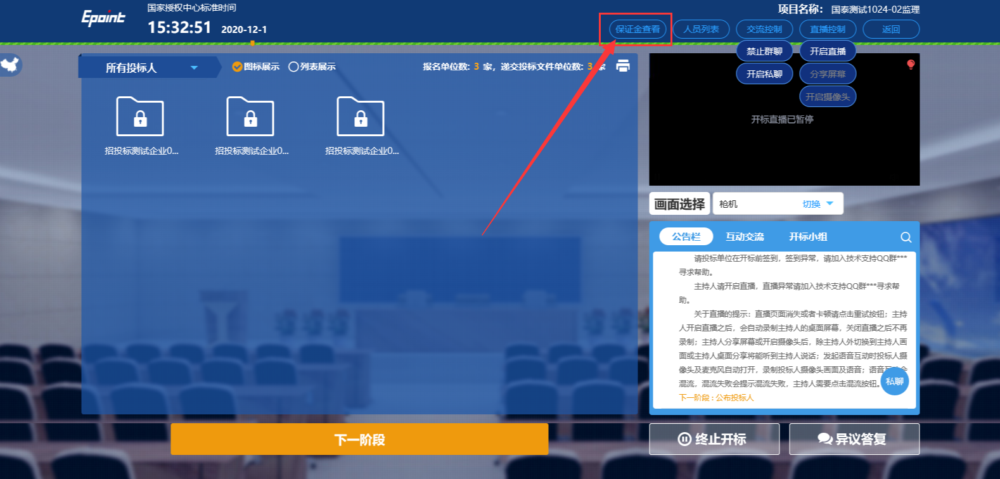 Epoint
国家授权中心标准时间
15:32:51 2020-12-1
项目名称： 国泰测试1024-02监理
保证金查看 人员列表 交流控制 直播控制 返回
禁止群聊 开启直播
开启私聊 分享屏幕
开启摄像头
所有投标人
图标展示 列表展示
报名单位数: 3 家，递交投标文件单位数: 3 家
招投标测试企业0...
招投标测试企业0...
招投标测试企业0...
开标直播已暂停
画面选择 枪机 切换
公告栏 互动交流 开标小组
请投标单位在开标前签到，签到异常，请加入技术支持QQ群***
寻求帮助。
主持人请开启直播，直播异常请加入技术支持QQ群***寻求帮
助。
关于直播的提示：直播页面消失或者卡顿请点击重试按钮；主持
人开启直播之后，会自动录制主持人的桌面屏幕，关闭直播之后不再
录制；主持人分享屏幕或开启摄像头后，除主持人外切换到主持人画
面或主持人桌面分享将能听到主持人说话；发起语音互动时投标人摄
像头及麦克风自动打开，录制投标人摄像头画面及语音；语音
混流，混流失败会提示混流失败，主持人需要点击混流按钮。
私聊
下一阶段：公布投标人
下一阶段
终止开标 异议答复